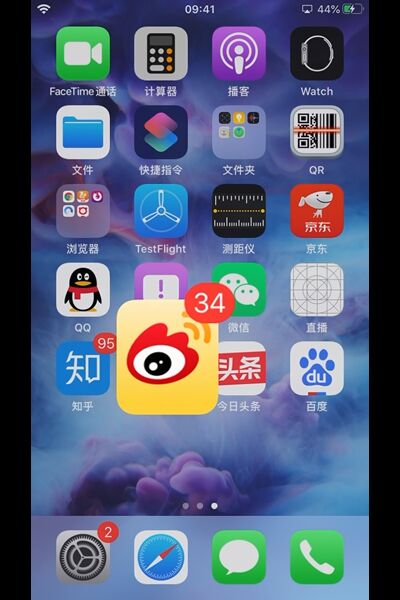 09:41
44%
FaceTime通话
计算器
播客
Watch
文件
快捷指令
文件夹
QR
浏览器
TestFlight
测距仪
京东
京东
34
QQ
微信
直播
95
知
头条
du
知乎
今日头条
百度
2